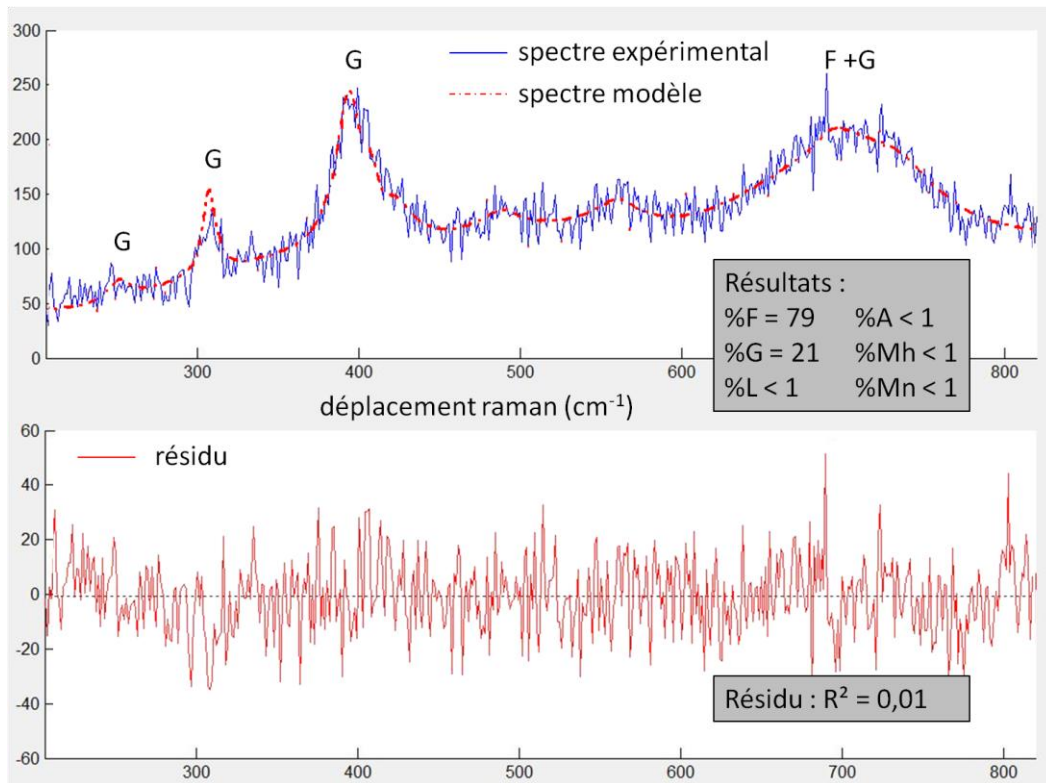 300
250
200
150
100
50
0
G
G
G
F +G
spectre expérimental
spectre modèle
Résultats :
%F = 79 %A < 1
%G = 21 %Mh < 1
%L < 1 %Mn < 1
300 400 500 600 800
déplacement raman (cm⁻¹)
60
40
20
0
-20
-40
-60
résidu
Résidu : R² = 0,01
300 400 500 600 700 800